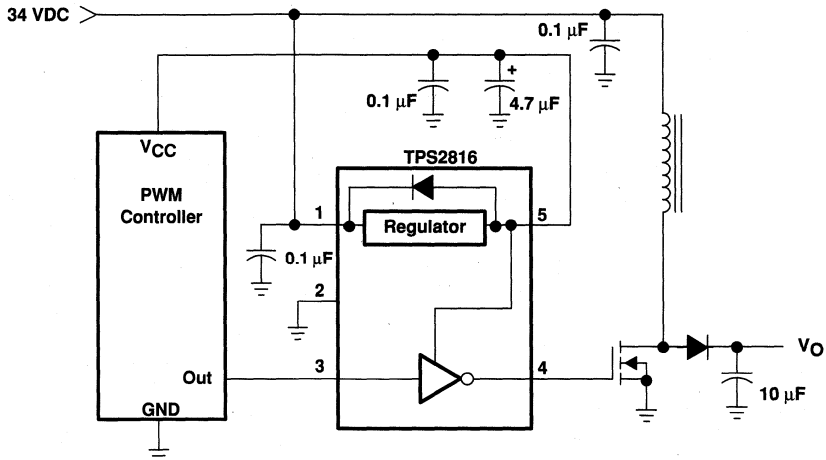 34 VDC
0.1 μF
0.1 μF
+
4.7 μF
VCC
PWM
Controller
TPS2816
1
Regulator
5
0.1 μF
2
Out
3
4
VO
10 μF
GND